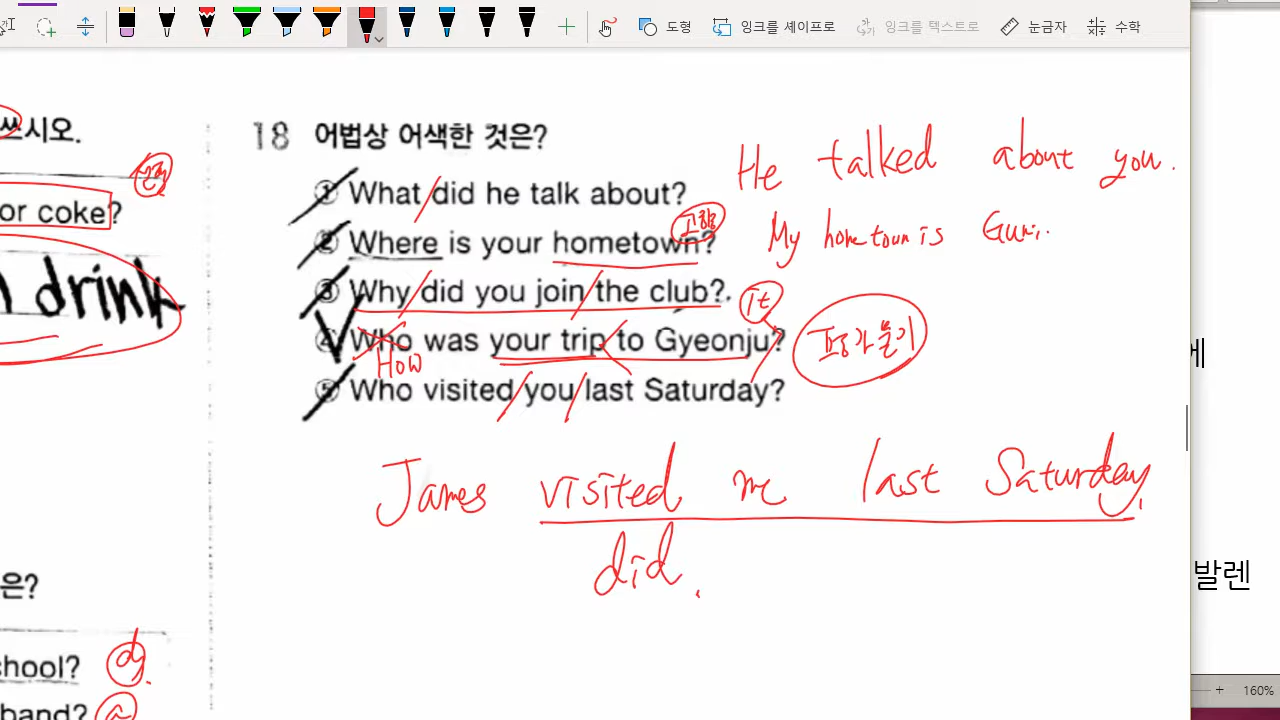 도형 잉크를 셰이프로 잉크를 텍스트로 눈금자 수학
쓰시오.
or coke?
drink
은?
school?
band?
18 어법상 어색한 것은?
① What did he talk about?
He talked about you.
② Where is your hometown?
고향
My hometown is Gumi.
③ Why did you join the club?
It
④ Who was your trip to Gyeonju?
How
평가 묻기
⑤ Who visited you last Saturday?
James visited me last Saturday.
did.
에
발렌
160%